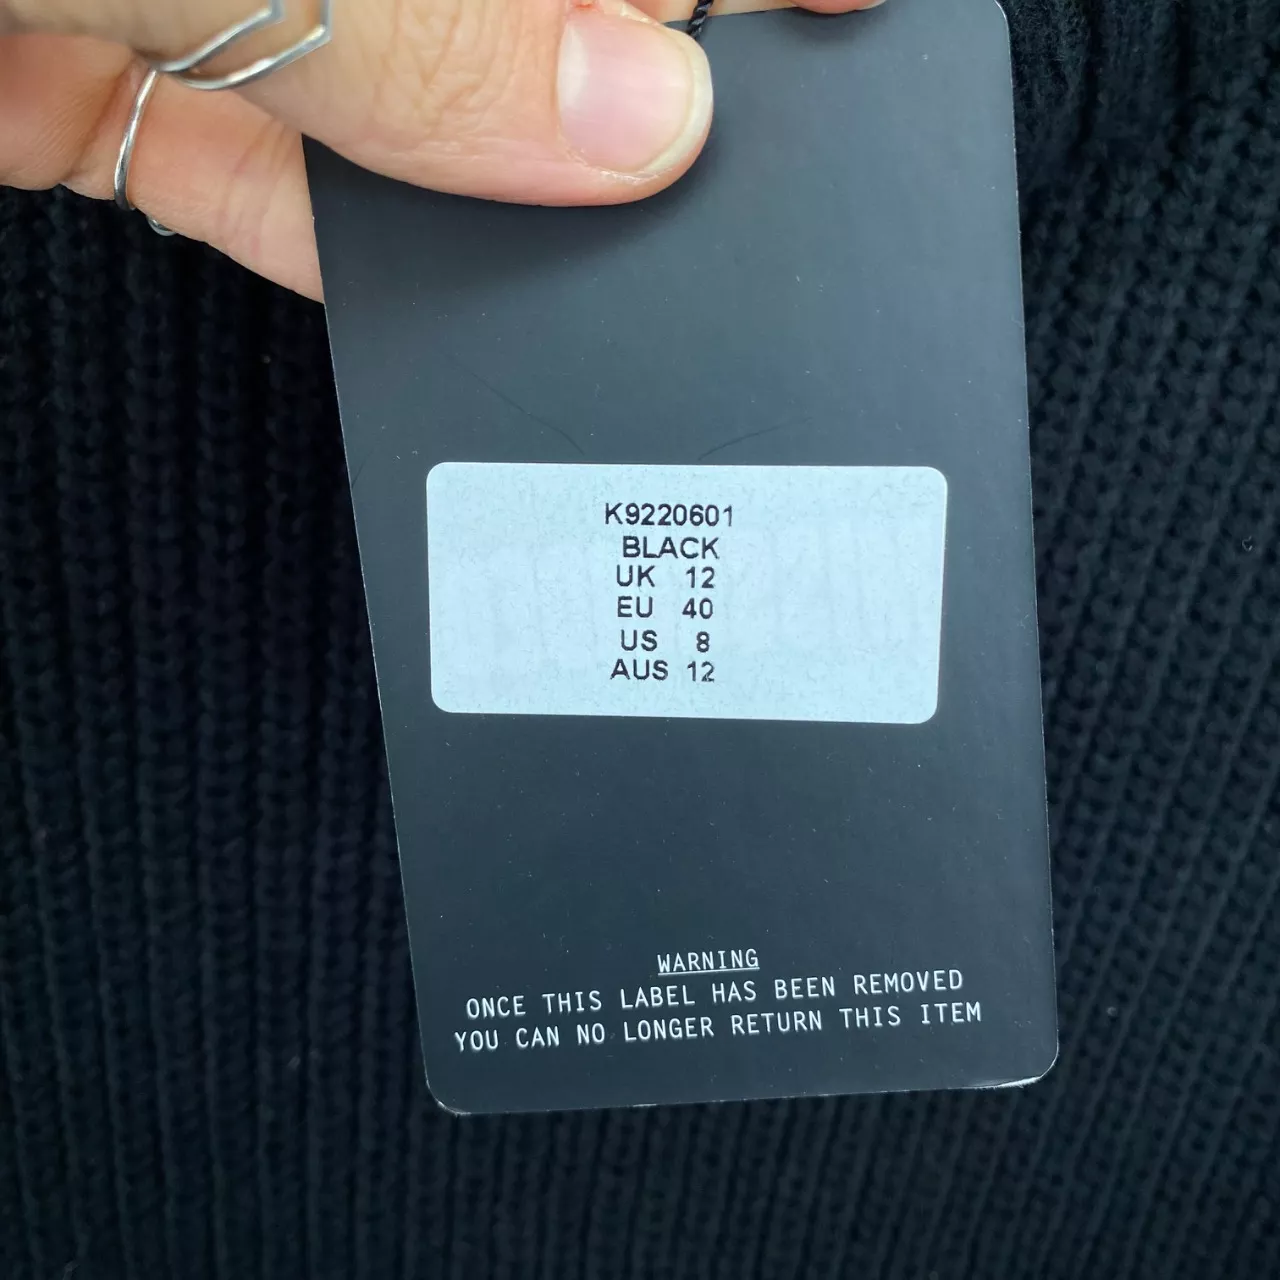 K9220601
BLACK
UK 12
EU 40
US 8
AUS 12
WARNING
ONCE THIS LABEL HAS BEEN REMOVED
YOU CAN NO LONGER RETURN THIS ITEM